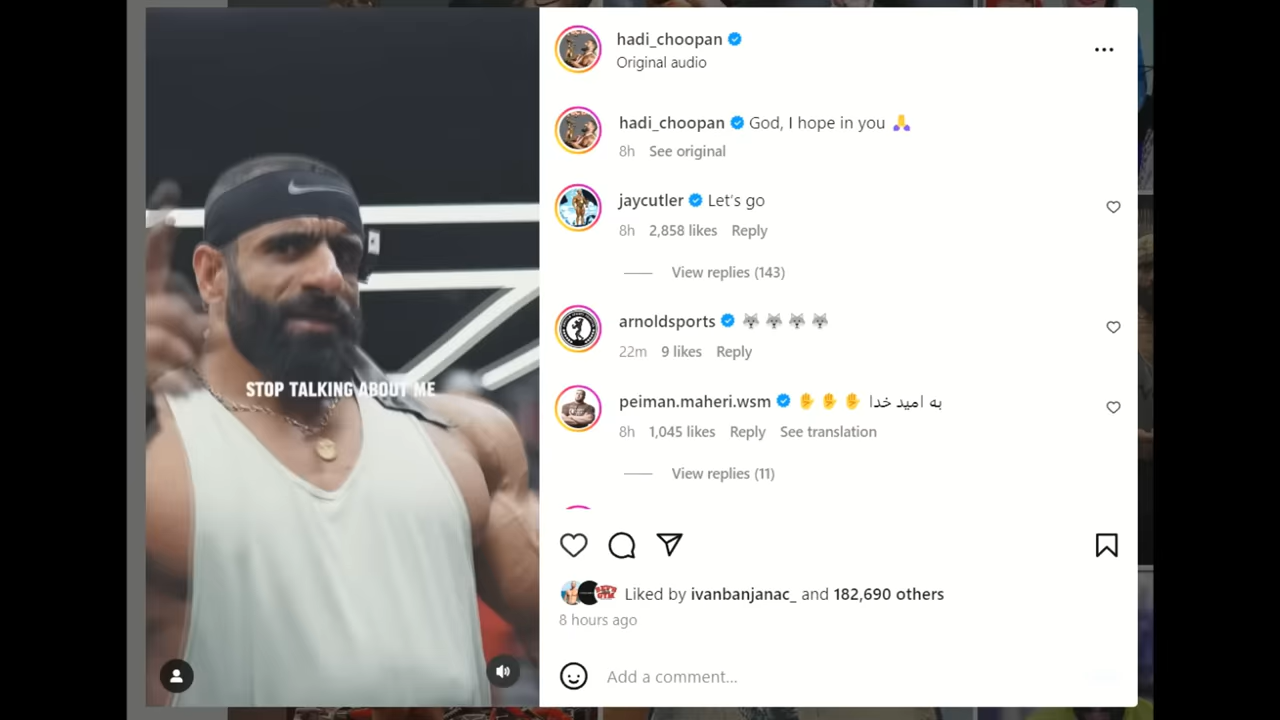 hadi_choopan
Original audio
hadi_choopan God, I hope in you 🙏
8h See original
jaycutler Let's go
8h 2,858 likes Reply
View replies (143)
arnoldsports 🐺🐺🐺🐺
22m 9 likes Reply
peiman.maheri.wsm ✋✋✋ به امید خدا
8h 1,045 likes Reply See translation
View replies (11)
STOP TALKING ABOUT ME
Liked by ivanbanjanac_ and 182,690 others
8 hours ago
Add a comment...